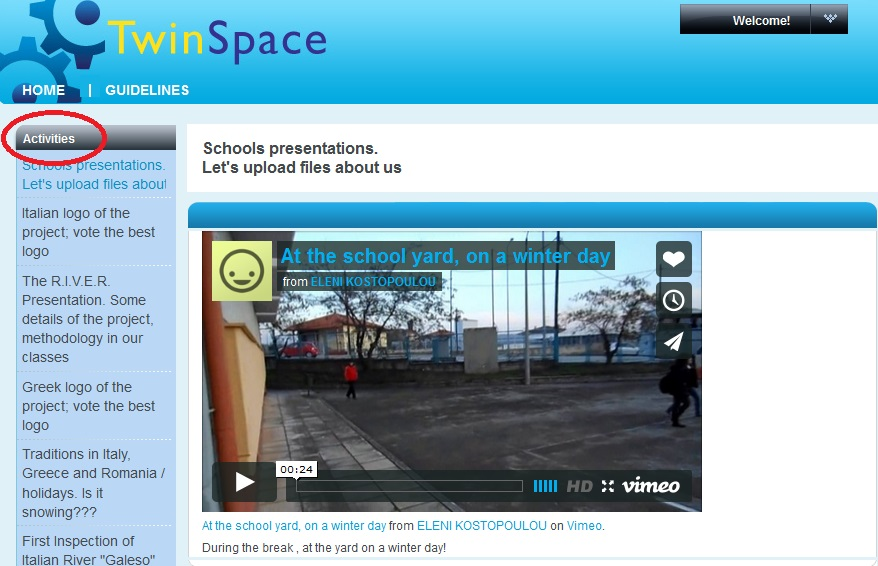 TwinSpace
Welcome!
HOME | GUIDELINES
Activities
Schools presentations.
Let's upload files about
Italian logo of the
project; vote the best
logo
The R.I.V.E.R.
Presentation. Some
details of the project,
methodology in our
classes
Greek logo of the
project; vote the best
logo
Traditions in Italy,
Greece and Romania /
holidays. Is it
snowing???
First Inspection of
Italian River "Galeso"
Schools presentations.
Let's upload files about us
At the school yard, on a winter day
from ELENI KOSTOPOULOU
00:24
HD vimeo
At the school yard, on a winter day from ELENI KOSTOPOULOU on Vimeo.
During the break , at the yard on a winter day!